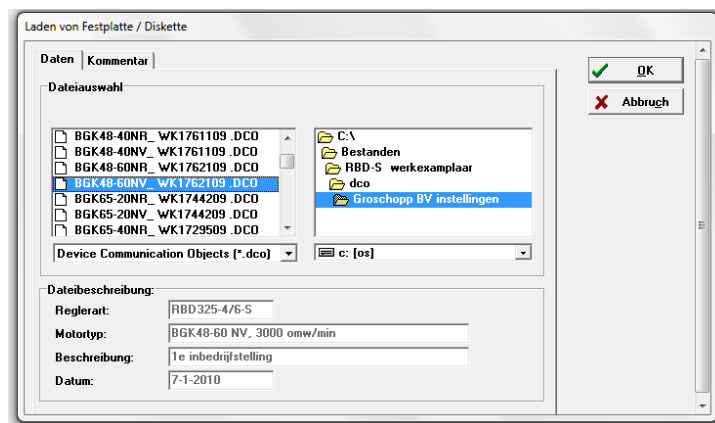 Laden von Festplatte / Diskette
Daten
Kommentar
OK
Abbruch
Dateiauswahl
BGK48-40NR_ WK1761109 .DCO
BGK48-40NV_ WK1761109 .DCO
BGK48-60NR_ WK1762109 .DCO
BGK48-60NV_ WK1762109 .DCO
BGK65-20NR_ WK1744209 .DCO
BGK65-20NV_ WK1744209 .DCO
BGK65-40NR_ WK1729509 .DCO
C:\
Bestanden
RBD-S werkexamplaar
dco
Groschopp BV instellingen
Device Communication Objects (*.dco)
c: [os]
Dateibeschreibung:
Reglerart: RBD325-4/6-S
Motortyp: BGK48-60 NV, 3000 omw/min
Beschreibung: 1e inbedrijfstelling
Datum: 7-1-2010